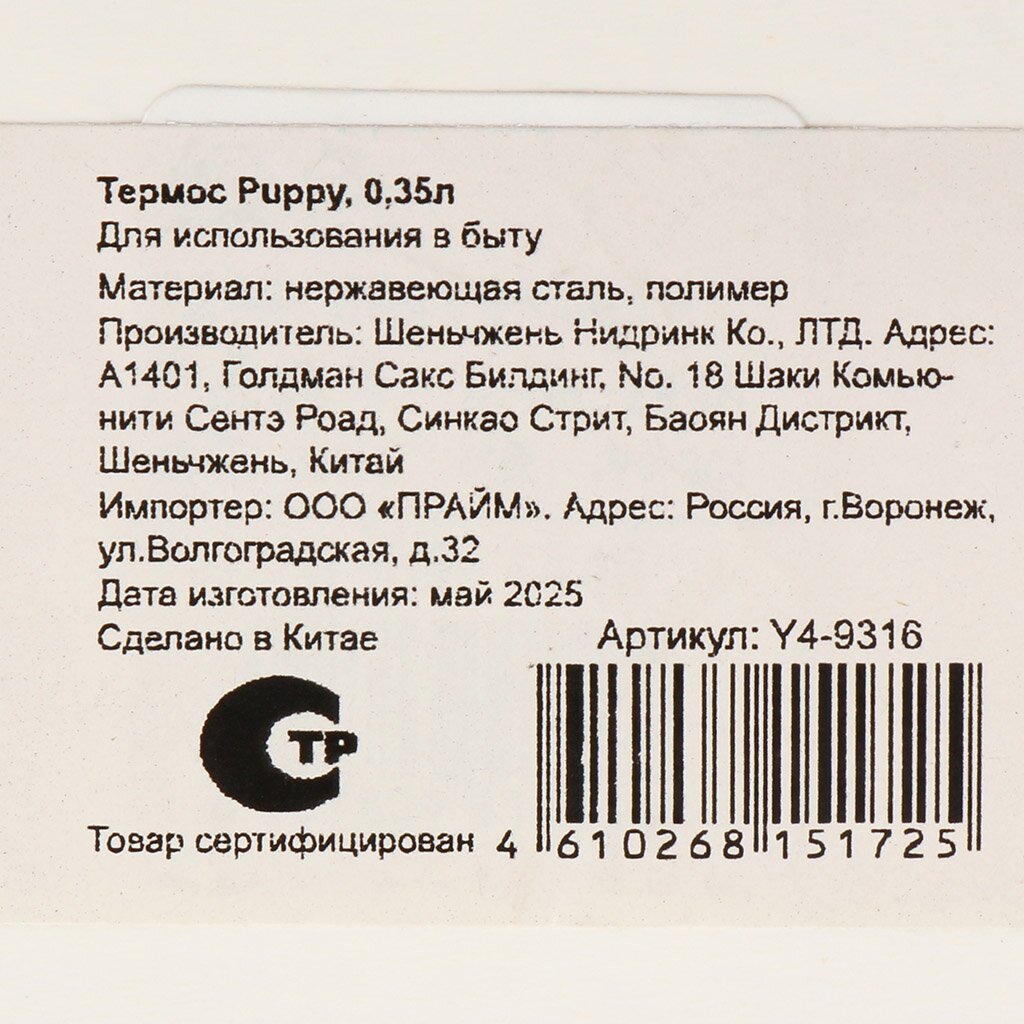 Термос Puppy, 0,35л
Для использования в быту
Материал: нержавеющая сталь, полимер
Производитель: Шеньчжень Нидринк Ко., ЛТД. Адрес:
А1401, Голдман Сакс Билдинг, No. 18 Шаки Комью-
нити Сентэ Роад, Синкао Стрит, Баоян Дистрикт,
Шеньчжень, Китай
Импортер: ООО «ПРАЙМ». Адрес: Россия, г.Воронеж,
ул.Волгоградская, д.32
Дата изготовления: май 2025
Сделано в Китае
Артикул: Y4-9316
СТР
Товар сертифицирован
4 610268 151725